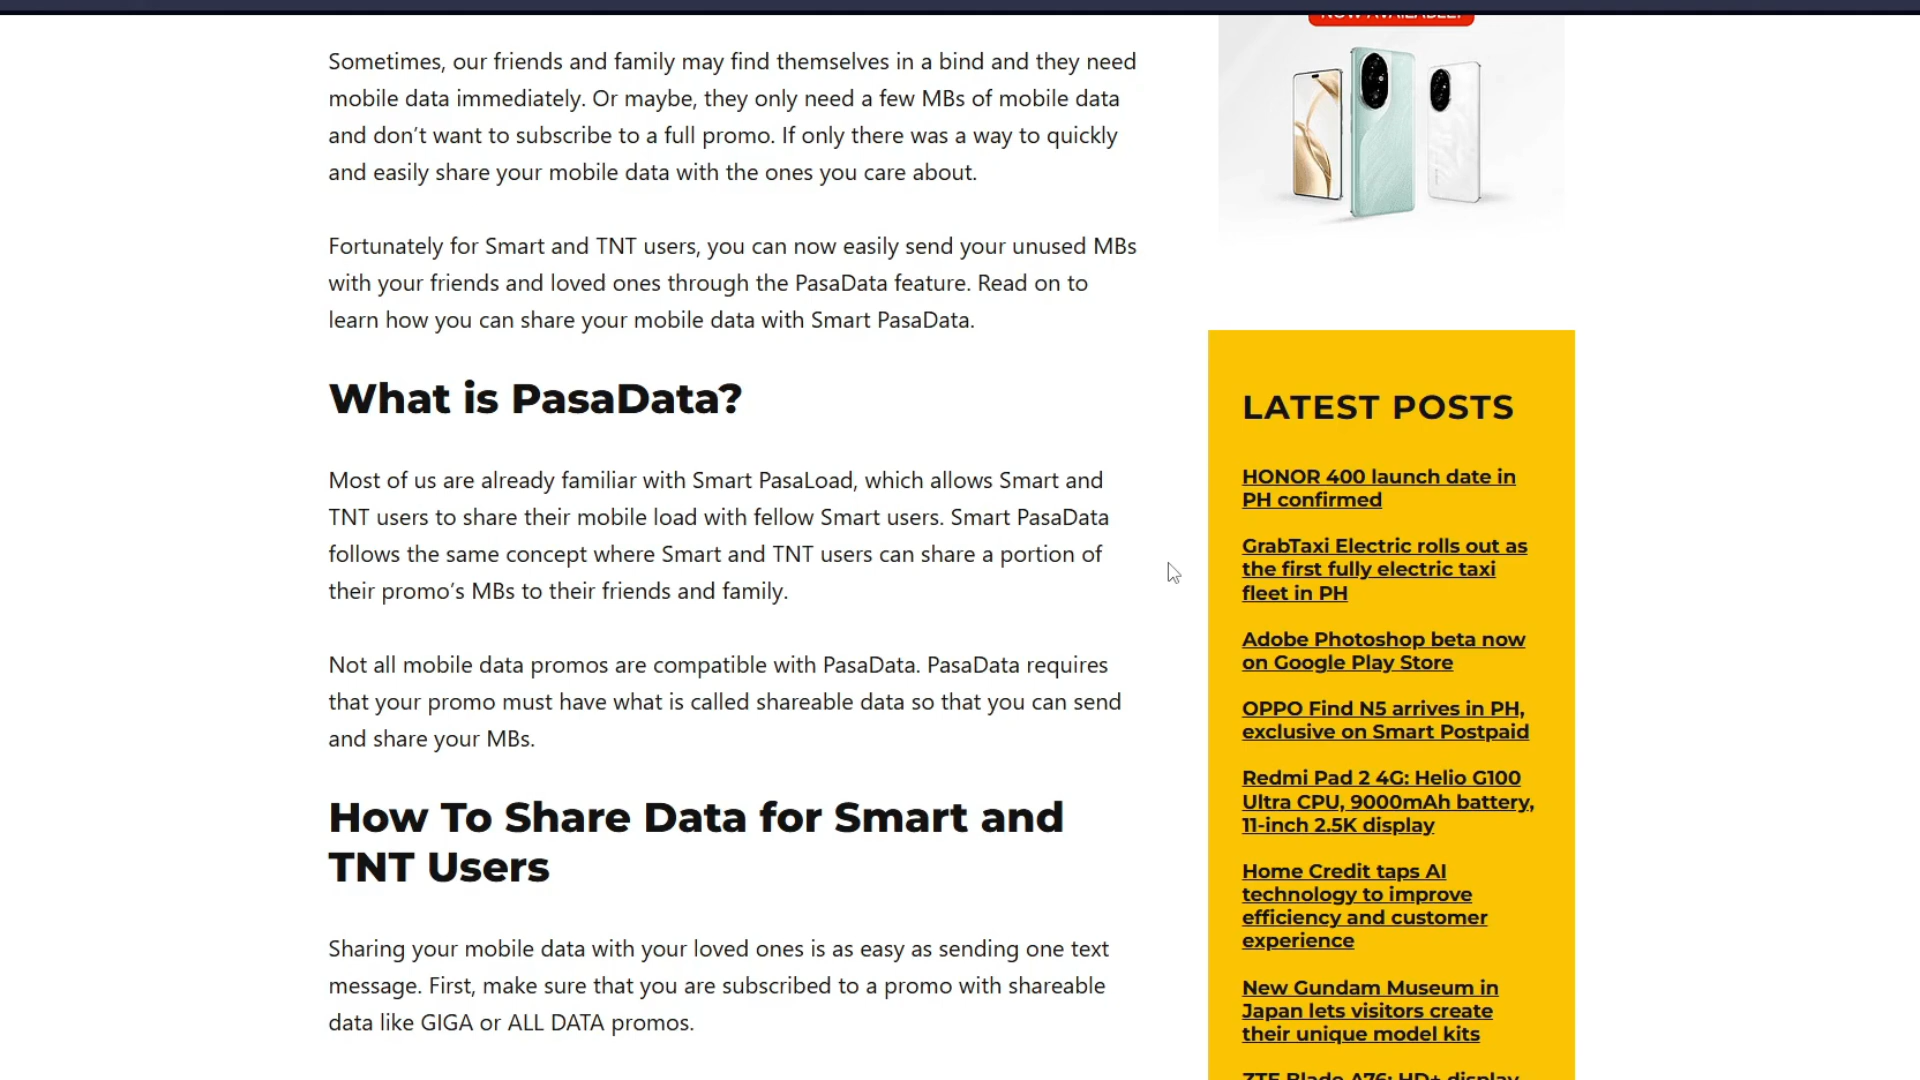 NOW AVAILABLE!
Sometimes, our friends and family may find themselves in a bind and they need
mobile data immediately. Or maybe, they only need a few MBs of mobile data
and don’t want to subscribe to a full promo. If only there was a way to quickly
and easily share your mobile data with the ones you care about.
Fortunately for Smart and TNT users, you can now easily send your unused MBs
with your friends and loved ones through the PasaData feature. Read on to
learn how you can share your mobile data with Smart PasaData.
What is PasaData?
Most of us are already familiar with Smart PasaLoad, which allows Smart and
TNT users to share their mobile load with fellow Smart users. Smart PasaData
follows the same concept where Smart and TNT users can share a portion of
their promo’s MBs to their friends and family.
Not all mobile data promos are compatible with PasaData. PasaData requires
that your promo must have what is called shareable data so that you can send
and share your MBs.
How To Share Data for Smart and
TNT Users
Sharing your mobile data with your loved ones is as easy as sending one text
message. First, make sure that you are subscribed to a promo with shareable
data like GIGA or ALL DATA promos.
LATEST POSTS
HONOR 400 launch date in
PH confirmed
GrabTaxi Electric rolls out as
the first fully electric taxi
fleet in PH
Adobe Photoshop beta now
on Google Play Store
OPPO Find N5 arrives in PH,
exclusive on Smart Postpaid
Redmi Pad 2 4G: Helio G100
Ultra CPU, 9000mAh battery,
11-inch 2.5K display
Home Credit taps AI
technology to improve
efficiency and customer
experience
New Gundam Museum in
Japan lets visitors create
their unique model kits
ZTE Blade A76: HD+ display